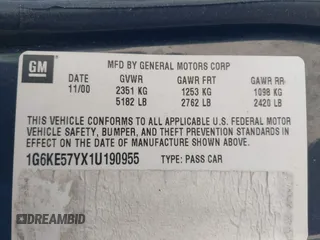 GM
MFD BY GENERAL MOTORS CORP
DATE GVWR GAWR FRT GAWR RR
11/00 2351 KG 1253 KG 1098 KG
5182 LB 2762 LB 2420 LB
THIS VEHICLE CONFORMS TO ALL APPLICABLE U.S. FEDERAL MOTOR
VEHICLE SAFETY, BUMPER, AND THEFT PREVENTION STANDARDS IN
EFFECT ON THE DATE OF MANUFACTURE SHOWN ABOVE.
1G6KE57YX1U190955 TYPE: PASS CAR
DREAMBID